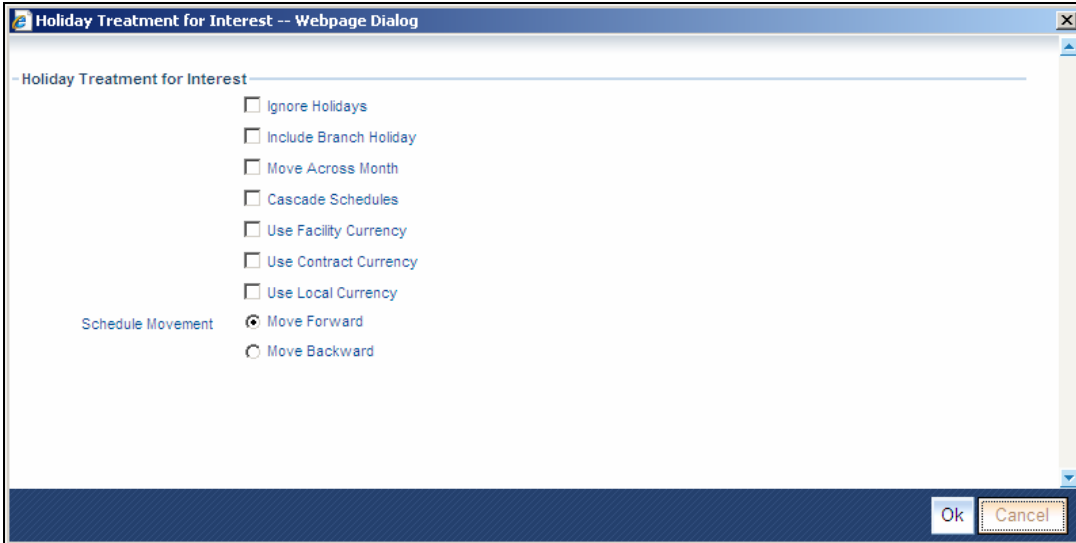 Holiday Treatment for Interest -- Webpage Dialog
Holiday Treatment for Interest
Ignore Holidays
Include Branch Holiday
Move Across Month
Cascade Schedules
Use Facility Currency
Use Contract Currency
Use Local Currency
Schedule Movement Move Forward
Move Backward
Ok Cancel